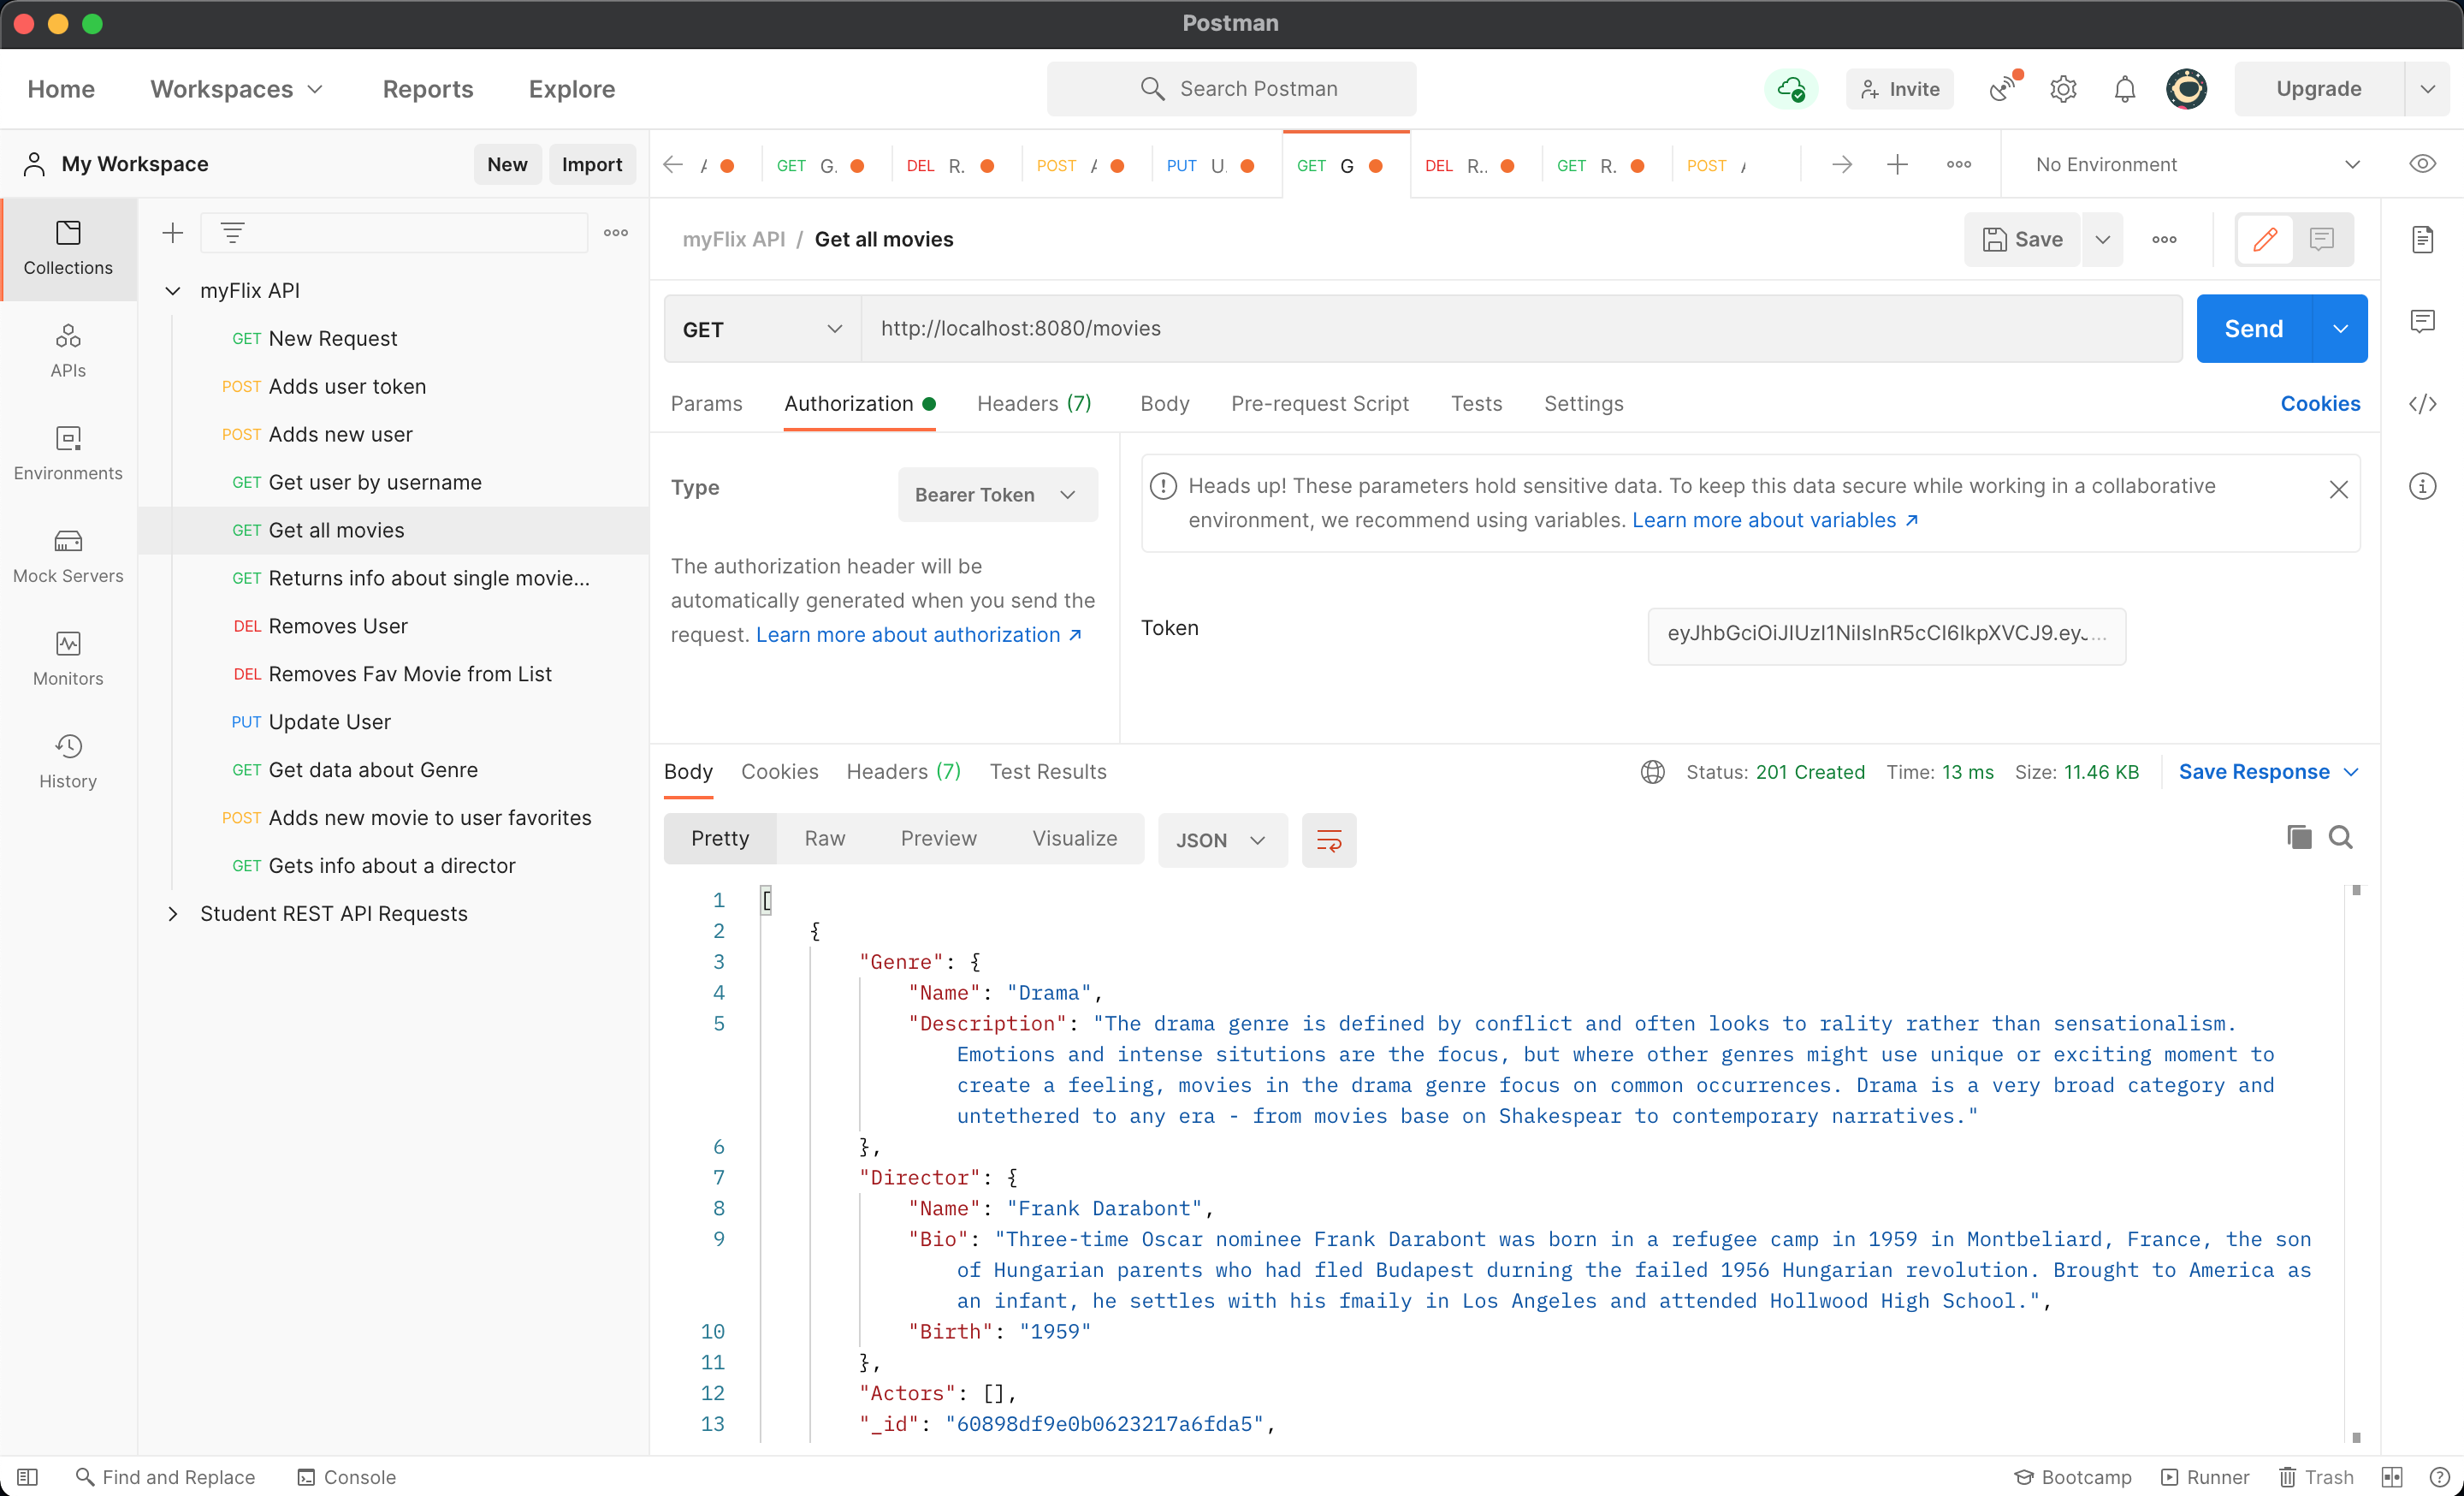 Postman
Home Workspaces Reports Explore Search Postman Invite Upgrade
My Workspace New Import
GET G. DEL R. POST PUT U. GET G DEL R.. GET R. POST No Environment
Collections
APIs
Environments
Mock Servers
Monitors
History
myFlix API
GET New Request
POST Adds user token
POST Adds new user
GET Get user by username
GET Get all movies
GET Returns info about single movie...
DEL Removes User
DEL Removes Fav Movie from List
PUT Update User
GET Get data about Genre
POST Adds new movie to user favorites
GET Gets info about a director
Student REST API Requests
myFlix API / Get all movies Save
GET http://localhost:8080/movies Send
Params Authorization Headers (7) Body Pre-request Script Tests Settings Cookies
Type Bearer Token
The authorization header will be
automatically generated when you send the
request. Learn more about authorization ↗
Heads up! These parameters hold sensitive data. To keep this data secure while working in a collaborative
environment, we recommend using variables. Learn more about variables ↗
Token eyJhbGciOiJIUzI1NiIsInR5cCI6IkpXVCJ9.eyJ...
Body Cookies Headers (7) Test Results Status: 201 Created Time: 13 ms Size: 11.46 KB Save Response
Pretty Raw Preview Visualize JSON
1 [
2 {
3 "Genre": {
4 "Name": "Drama",
5 "Description": "The drama genre is defined by conflict and often looks to rality rather than sensationalism.
Emotions and intense situtions are the focus, but where other genres might use unique or exciting moment to
create a feeling, movies in the drama genre focus on common occurrences. Drama is a very broad category and
untethered to any era - from movies base on Shakespear to contemporary narratives."
6 },
7 "Director": {
8 "Name": "Frank Darabont",
9 "Bio": "Three-time Oscar nominee Frank Darabont was born in a refugee camp in 1959 in Montbeliard, France, the son
of Hungarian parents who had fled Budapest durning the failed 1956 Hungarian revolution. Brought to America as
an infant, he settles with his fmaily in Los Angeles and attended Hollwood High School.",
10 "Birth": "1959"
11 },
12 "Actors": [],
13 "_id": "60898df9e0b0623217a6fda5",
Find and Replace Console Bootcamp Runner Trash